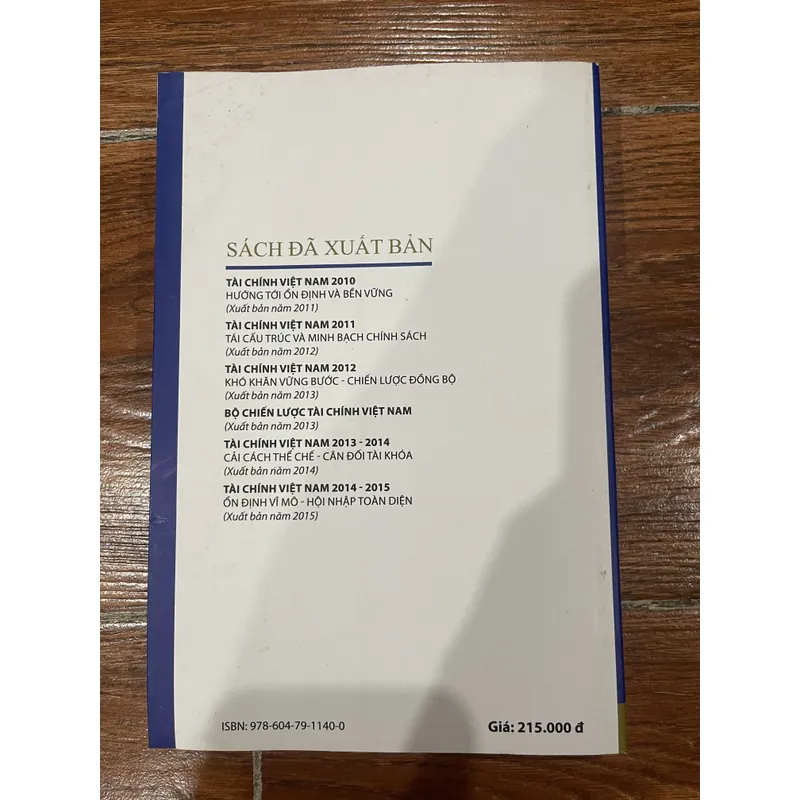 SÁCH ĐÃ XUẤT BẢN
TÀI CHÍNH VIỆT NAM 2010
HƯỚNG TỚI ỔN ĐỊNH VÀ BỀN VỮNG
(Xuất bản năm 2011)
TÀI CHÍNH VIỆT NAM 2011
TÁI CẤU TRÚC VÀ MINH BẠCH CHÍNH SÁCH
(Xuất bản năm 2012)
TÀI CHÍNH VIỆT NAM 2012
KHÓ KHĂN VỮNG BƯỚC - CHIẾN LƯỢC ĐỒNG BỘ
(Xuất bản năm 2013)
BỘ CHIẾN LƯỢC TÀI CHÍNH VIỆT NAM
(Xuất bản năm 2013)
TÀI CHÍNH VIỆT NAM 2013 - 2014
CẢI CÁCH THỂ CHẾ - CÂN ĐỐI TÀI KHÓA
(Xuất bản năm 2014)
TÀI CHÍNH VIỆT NAM 2014 - 2015
ỔN ĐỊNH VĨ MÔ - HỘI NHẬP TOÀN DIỆN
(Xuất bản năm 2015)
ISBN: 978-604-79-1140-0
Giá: 215.000 đ